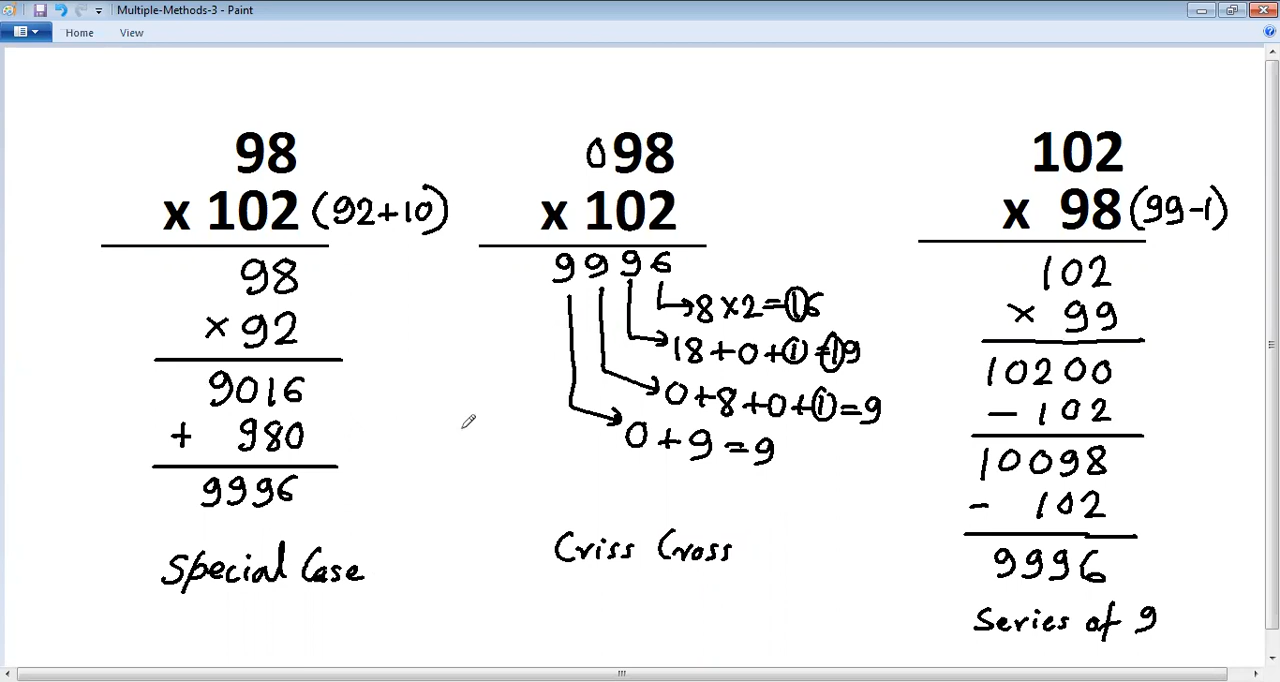 Multiple-Methods-3 - Paint
Home View
98
x 102 (92+10)
98
× 92
9016
+ 980
9996
Special Case
098
x 102
9996
8×2=16
18+0+1=19
0+8+0+1=9
0+9=9
Criss Cross
102
x 98 (99-1)
102
× 99
10200
- 102
10098
- 102
9996
Series of 9